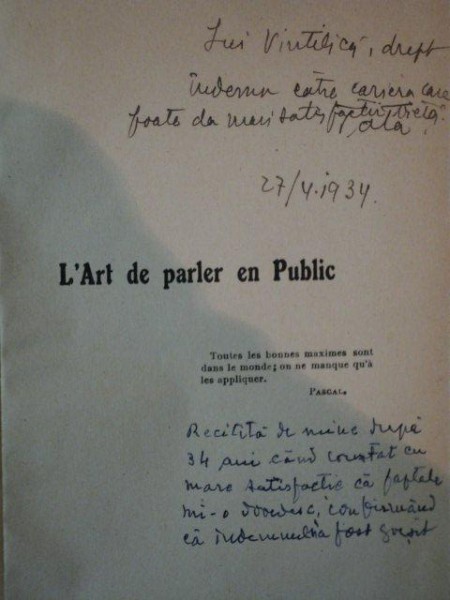 Lui Vintilică, drept
îndemn către cariera care
poate da mai
27/4.1934.
L'Art de parler en Public
Toutes les bonnes maximes sont
dans le monde; on ne manque qu'à
les appliquer.
PASCAL.
Recitită de mine după
34 ani când constat cu
mare satisfacție că faptele
mi-o dovedesc, confirmând
că îndemnul a fost